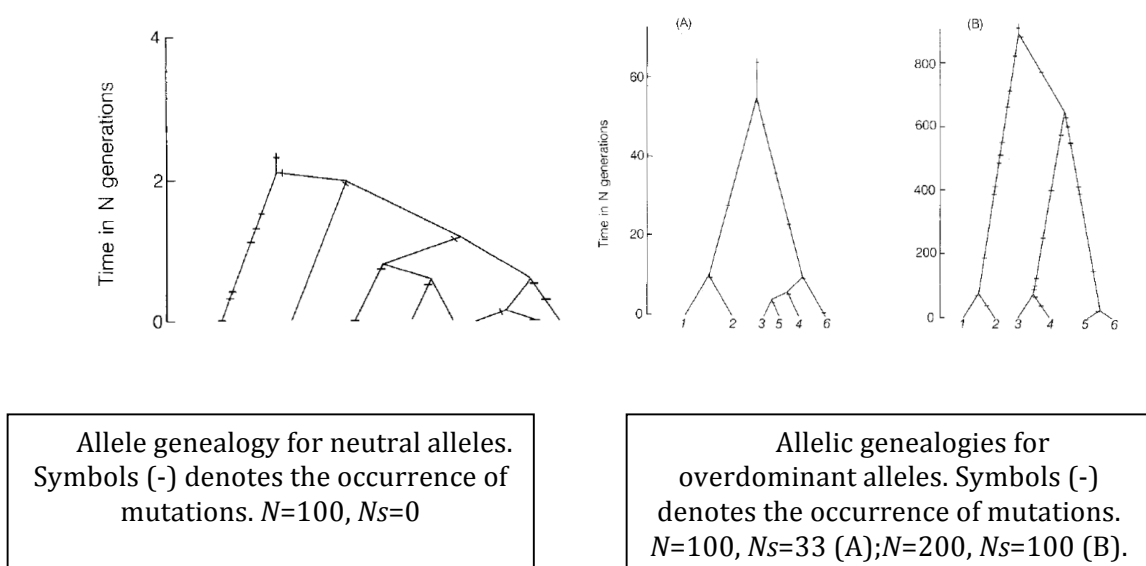 4
2
0
Time in N generations
(A)
60
40
20
0
Time in N generations
1 2 3 5 4 6
(B)
800
600
400
200
0
1 2 3 4 5 6
Allele genealogy for neutral alleles.
Symbols (-) denotes the occurrence of
mutations. N=100, Ns=0
Allelic genealogies for
overdominant alleles. Symbols (-)
denotes the occurrence of mutations.
N=100, Ns=33 (A);N=200, Ns=100 (B).